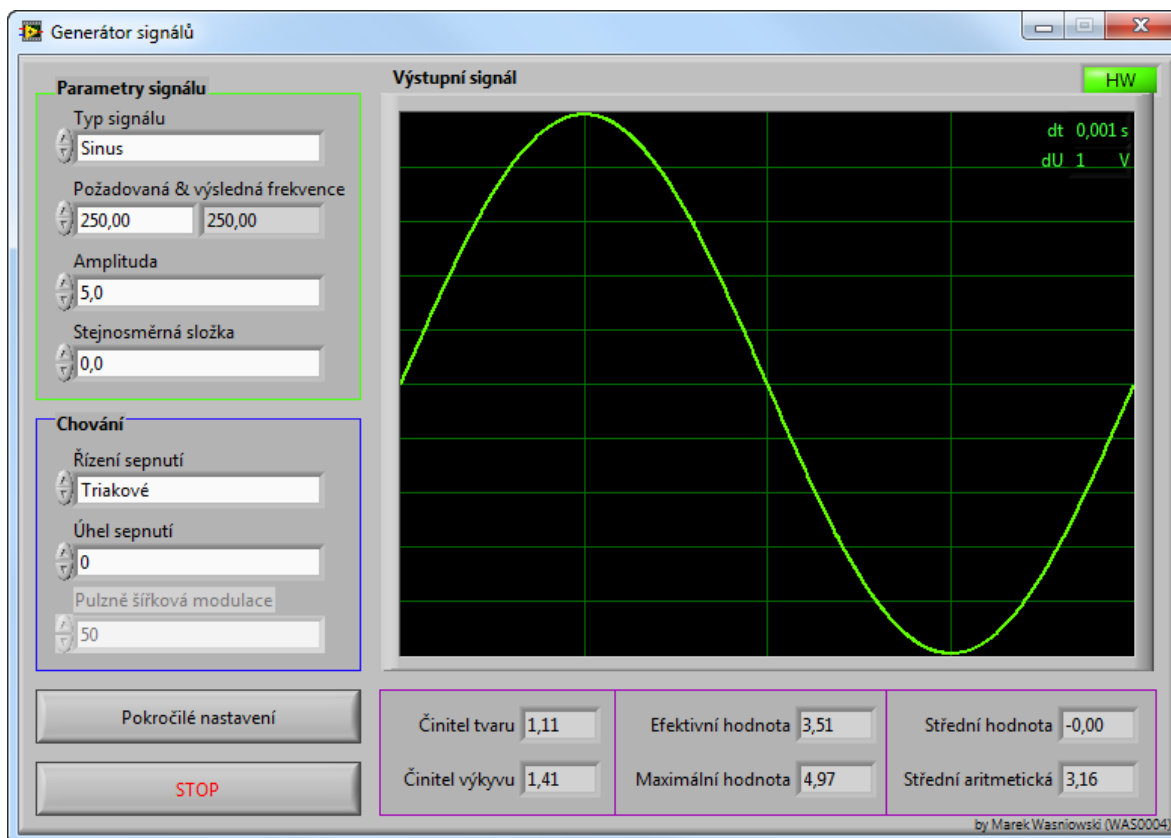 Generátor signálů
Parametry signálu
Typ signálu
Sinus
Požadovaná & výsledná frekvence
250,00 250,00
Amplituda
5,0
Stejnosměrná složka
0,0
Chování
Řízení sepnutí
Triakové
Úhel sepnutí
0
Pulzně šířková modulace
50
Pokročilé nastavení
STOP
Výstupní signál
HW
dt 0,001 s
dU 1 V
Činitel tvaru 1,11
Činitel výkyvu 1,41
Efektivní hodnota 3,51
Maximální hodnota 4,97
Střední hodnota -0,00
Střední aritmetická 3,16
by Marek Wasniowski (WAS0004)